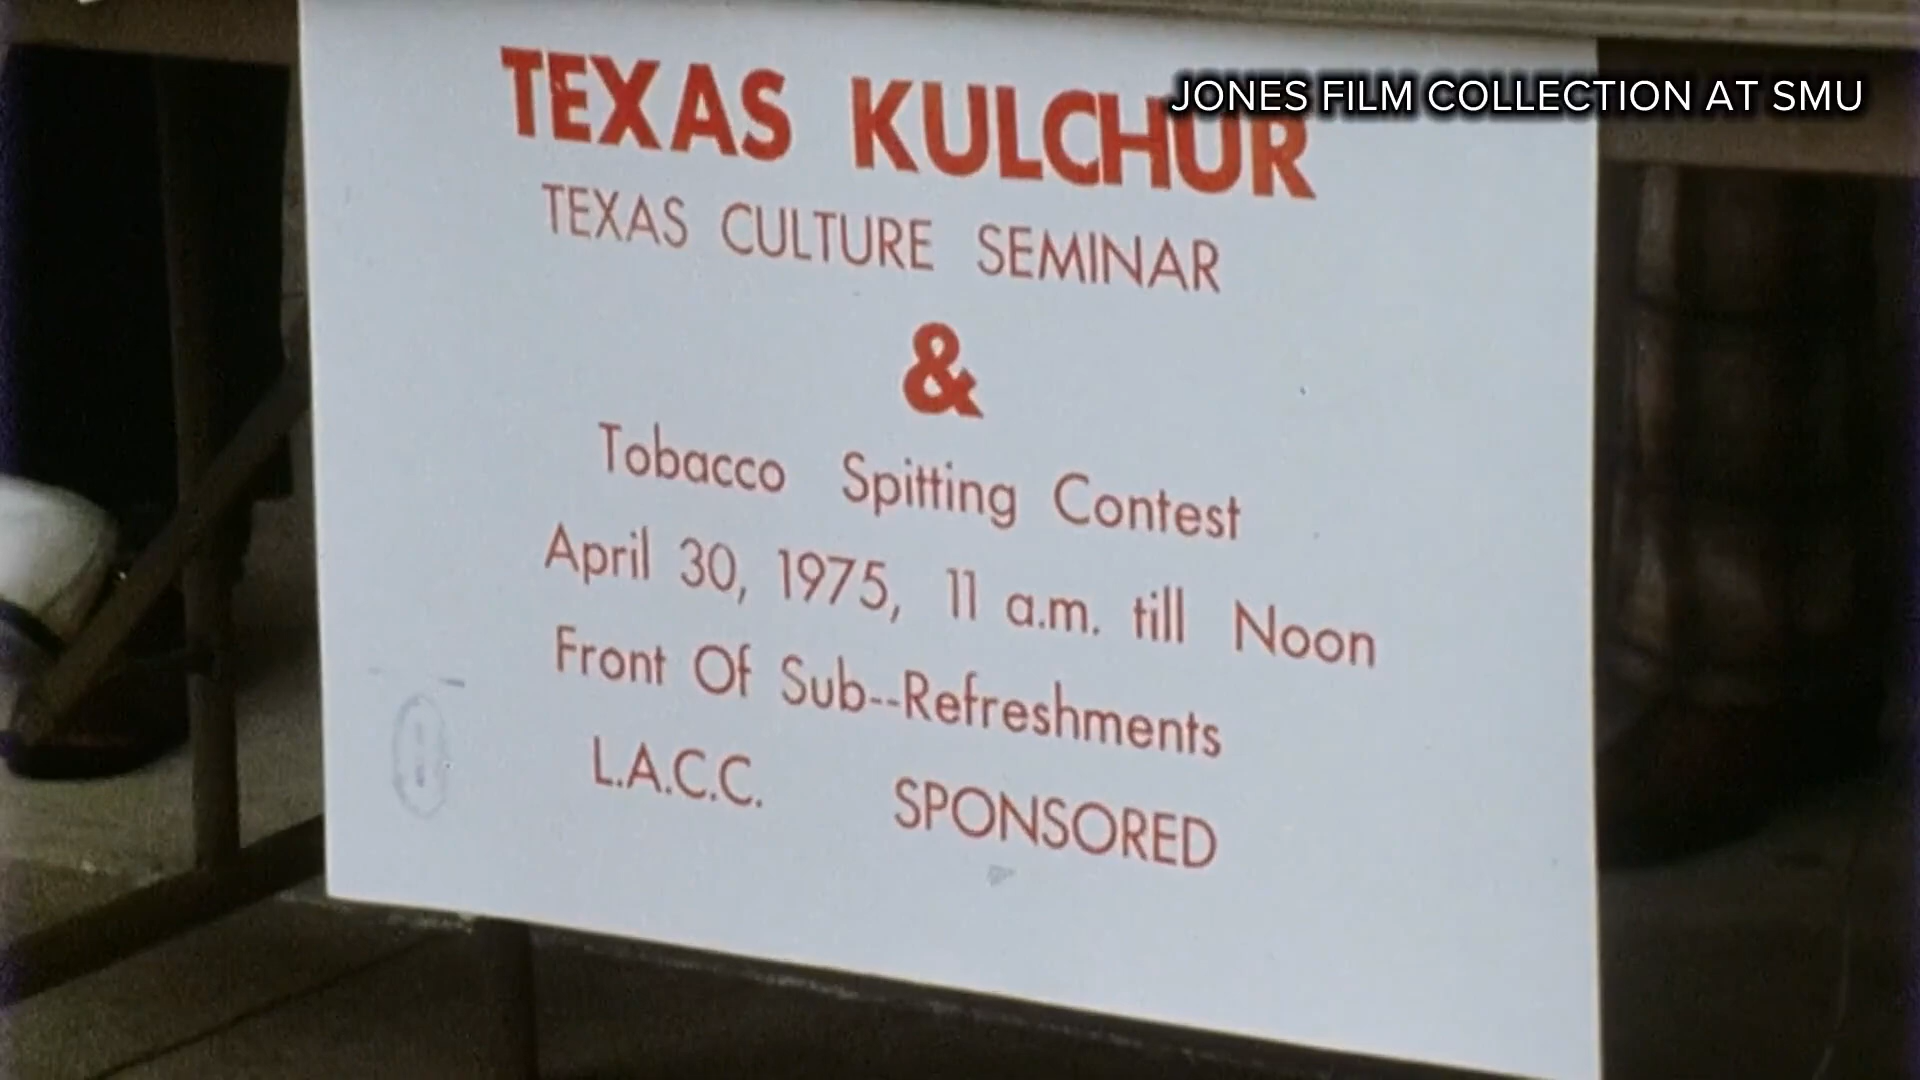 JONES FILM COLLECTION AT SMU
TEXAS KULCHUR
TEXAS CULTURE SEMINAR
&
Tobacco Spitting Contest
April 30, 1975, 11 a.m. till Noon
Front Of Sub--Refreshments
L.A.C.C. SPONSORED